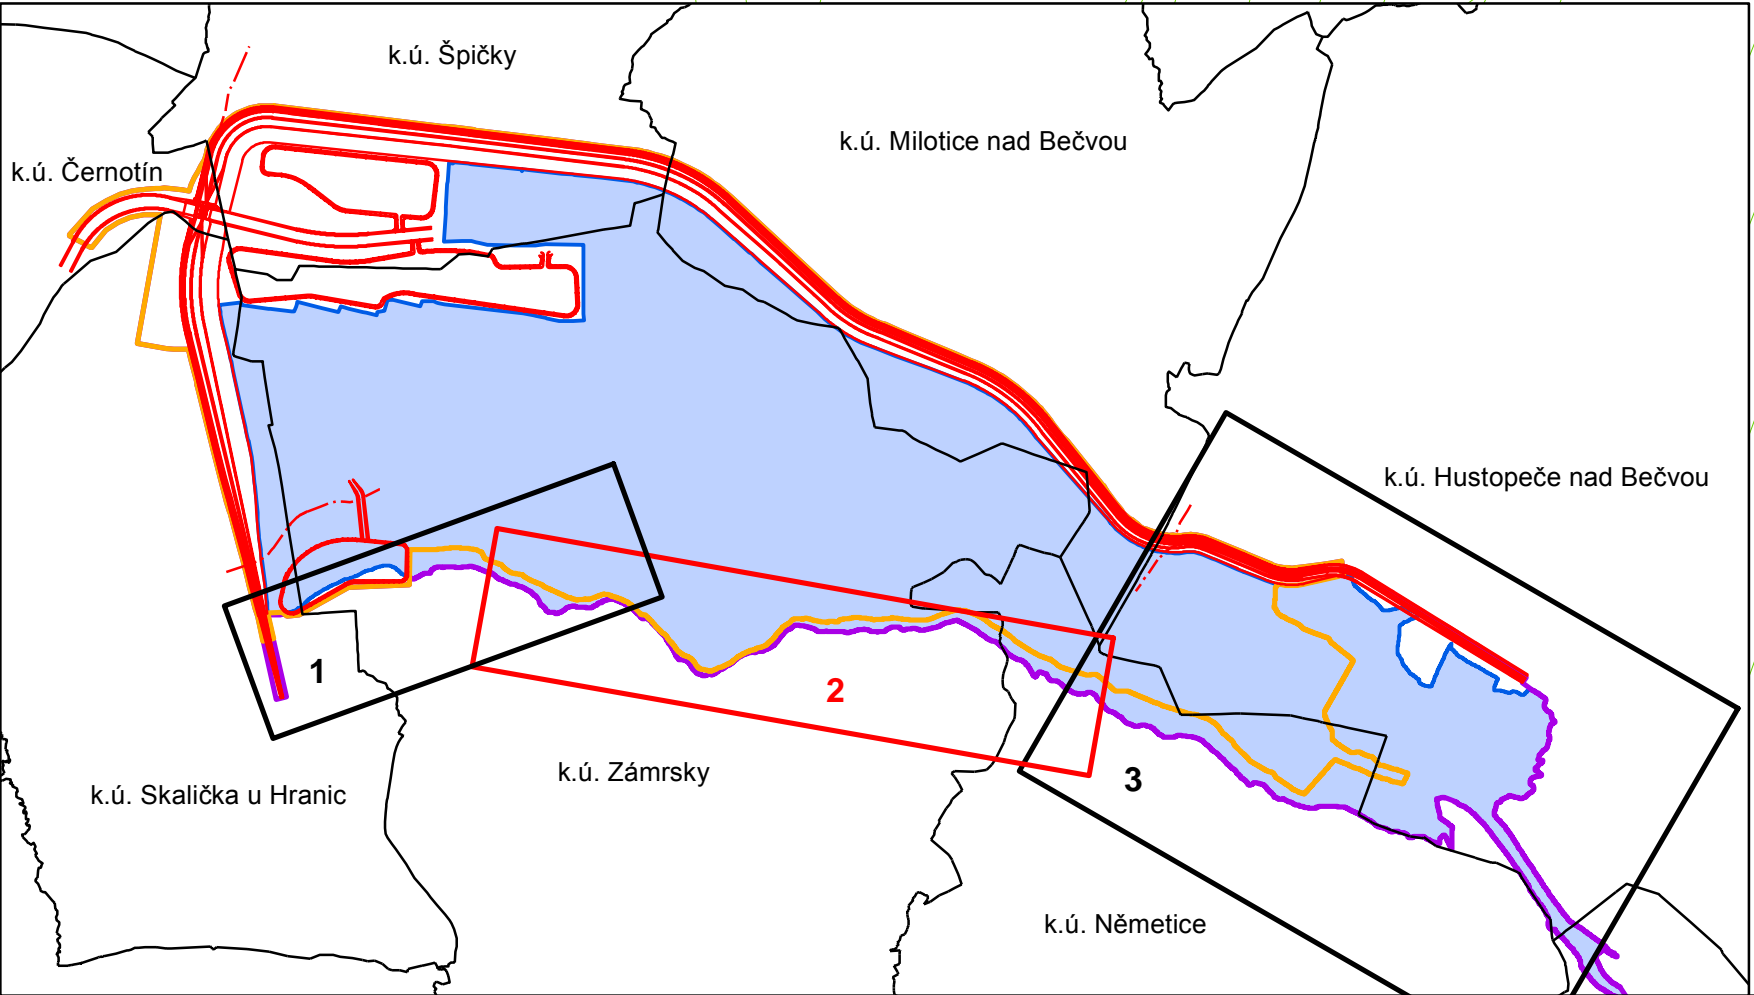 k.ú. Špičky
k.ú. Milotice nad Bečvou
k.ú. Černotín
k.ú. Hustopeče nad Bečvou
1
2
3
k.ú. Zámrsky
k.ú. Skalička u Hranic
k.ú. Němetice